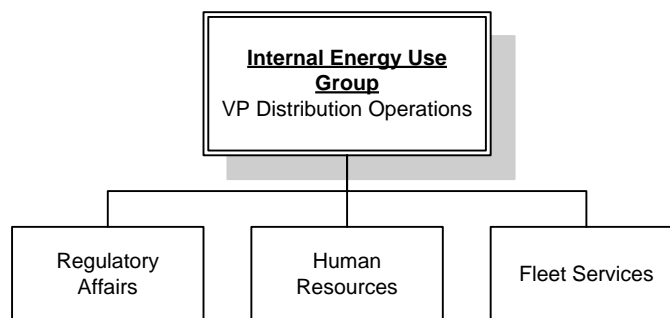 Internal Energy Use
Group
VP Distribution Operations
Regulatory
Affairs
Human
Resources
Fleet Services